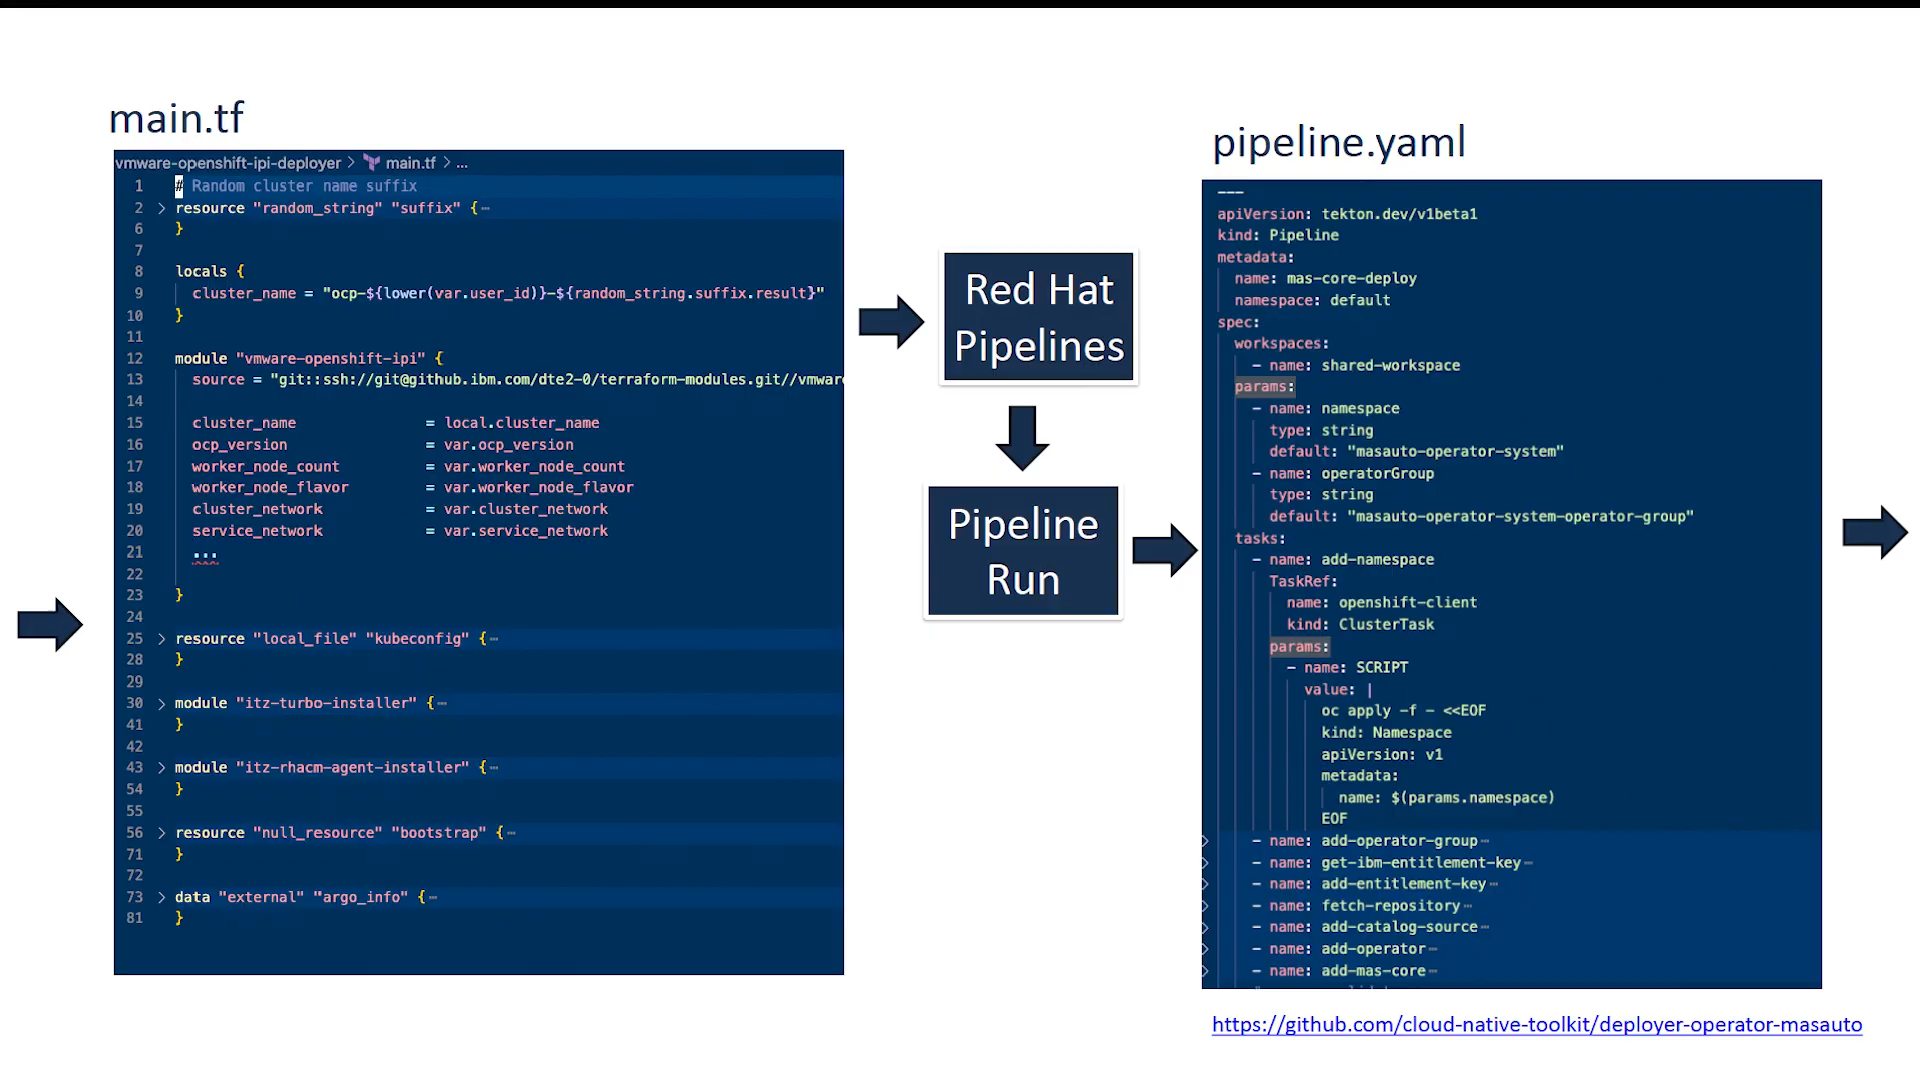 main.tf
vmware-openshift-ipi-deployer > main.tf > ...
1 # Random cluster name suffix
2 > resource "random_string" "suffix" {⋯
6 }
7
8 locals {
9 cluster_name = "ocp-${lower(var.user_id)}-${random_string.suffix.result}"
10 }
11
12 module "vmware-openshift-ipi" {
13 source = "git::ssh://git@github.ibm.com/dte2-0/terraform-modules.git//vmware
14
15 cluster_name = local.cluster_name
16 ocp_version = var.ocp_version
17 worker_node_count = var.worker_node_count
18 worker_node_flavor = var.worker_node_flavor
19 cluster_network = var.cluster_network
20 service_network = var.service_network
21 ...
22
23 }
24
25 > resource "local_file" "kubeconfig" {⋯
28 }
29
30 > module "itz-turbo-installer" {⋯
41 }
42
43 > module "itz-rhacm-agent-installer" {⋯
54 }
55
56 > resource "null_resource" "bootstrap" {⋯
71 }
72
73 > data "external" "argo_info" {⋯
81 }
Red Hat
Pipelines
Pipeline
Run
pipeline.yaml
---
apiVersion: tekton.dev/v1beta1
kind: Pipeline
metadata:
name: mas-core-deploy
namespace: default
spec:
workspaces:
- name: shared-workspace
params:
- name: namespace
type: string
default: "masauto-operator-system"
- name: operatorGroup
type: string
default: "masauto-operator-system-operator-group"
tasks:
- name: add-namespace
TaskRef:
name: openshift-client
kind: ClusterTask
params:
- name: SCRIPT
value: |
oc apply -f - <<EOF
kind: Namespace
apiVersion: v1
metadata:
name: $(params.namespace)
EOF
> - name: add-operator-group⋯
> - name: get-ibm-entitlement-key⋯
> - name: add-entitlement-key⋯
> - name: fetch-repository⋯
> - name: add-catalog-source⋯
> - name: add-operator⋯
> - name: add-mas-core⋯
https://github.com/cloud-native-toolkit/deployer-operator-masauto